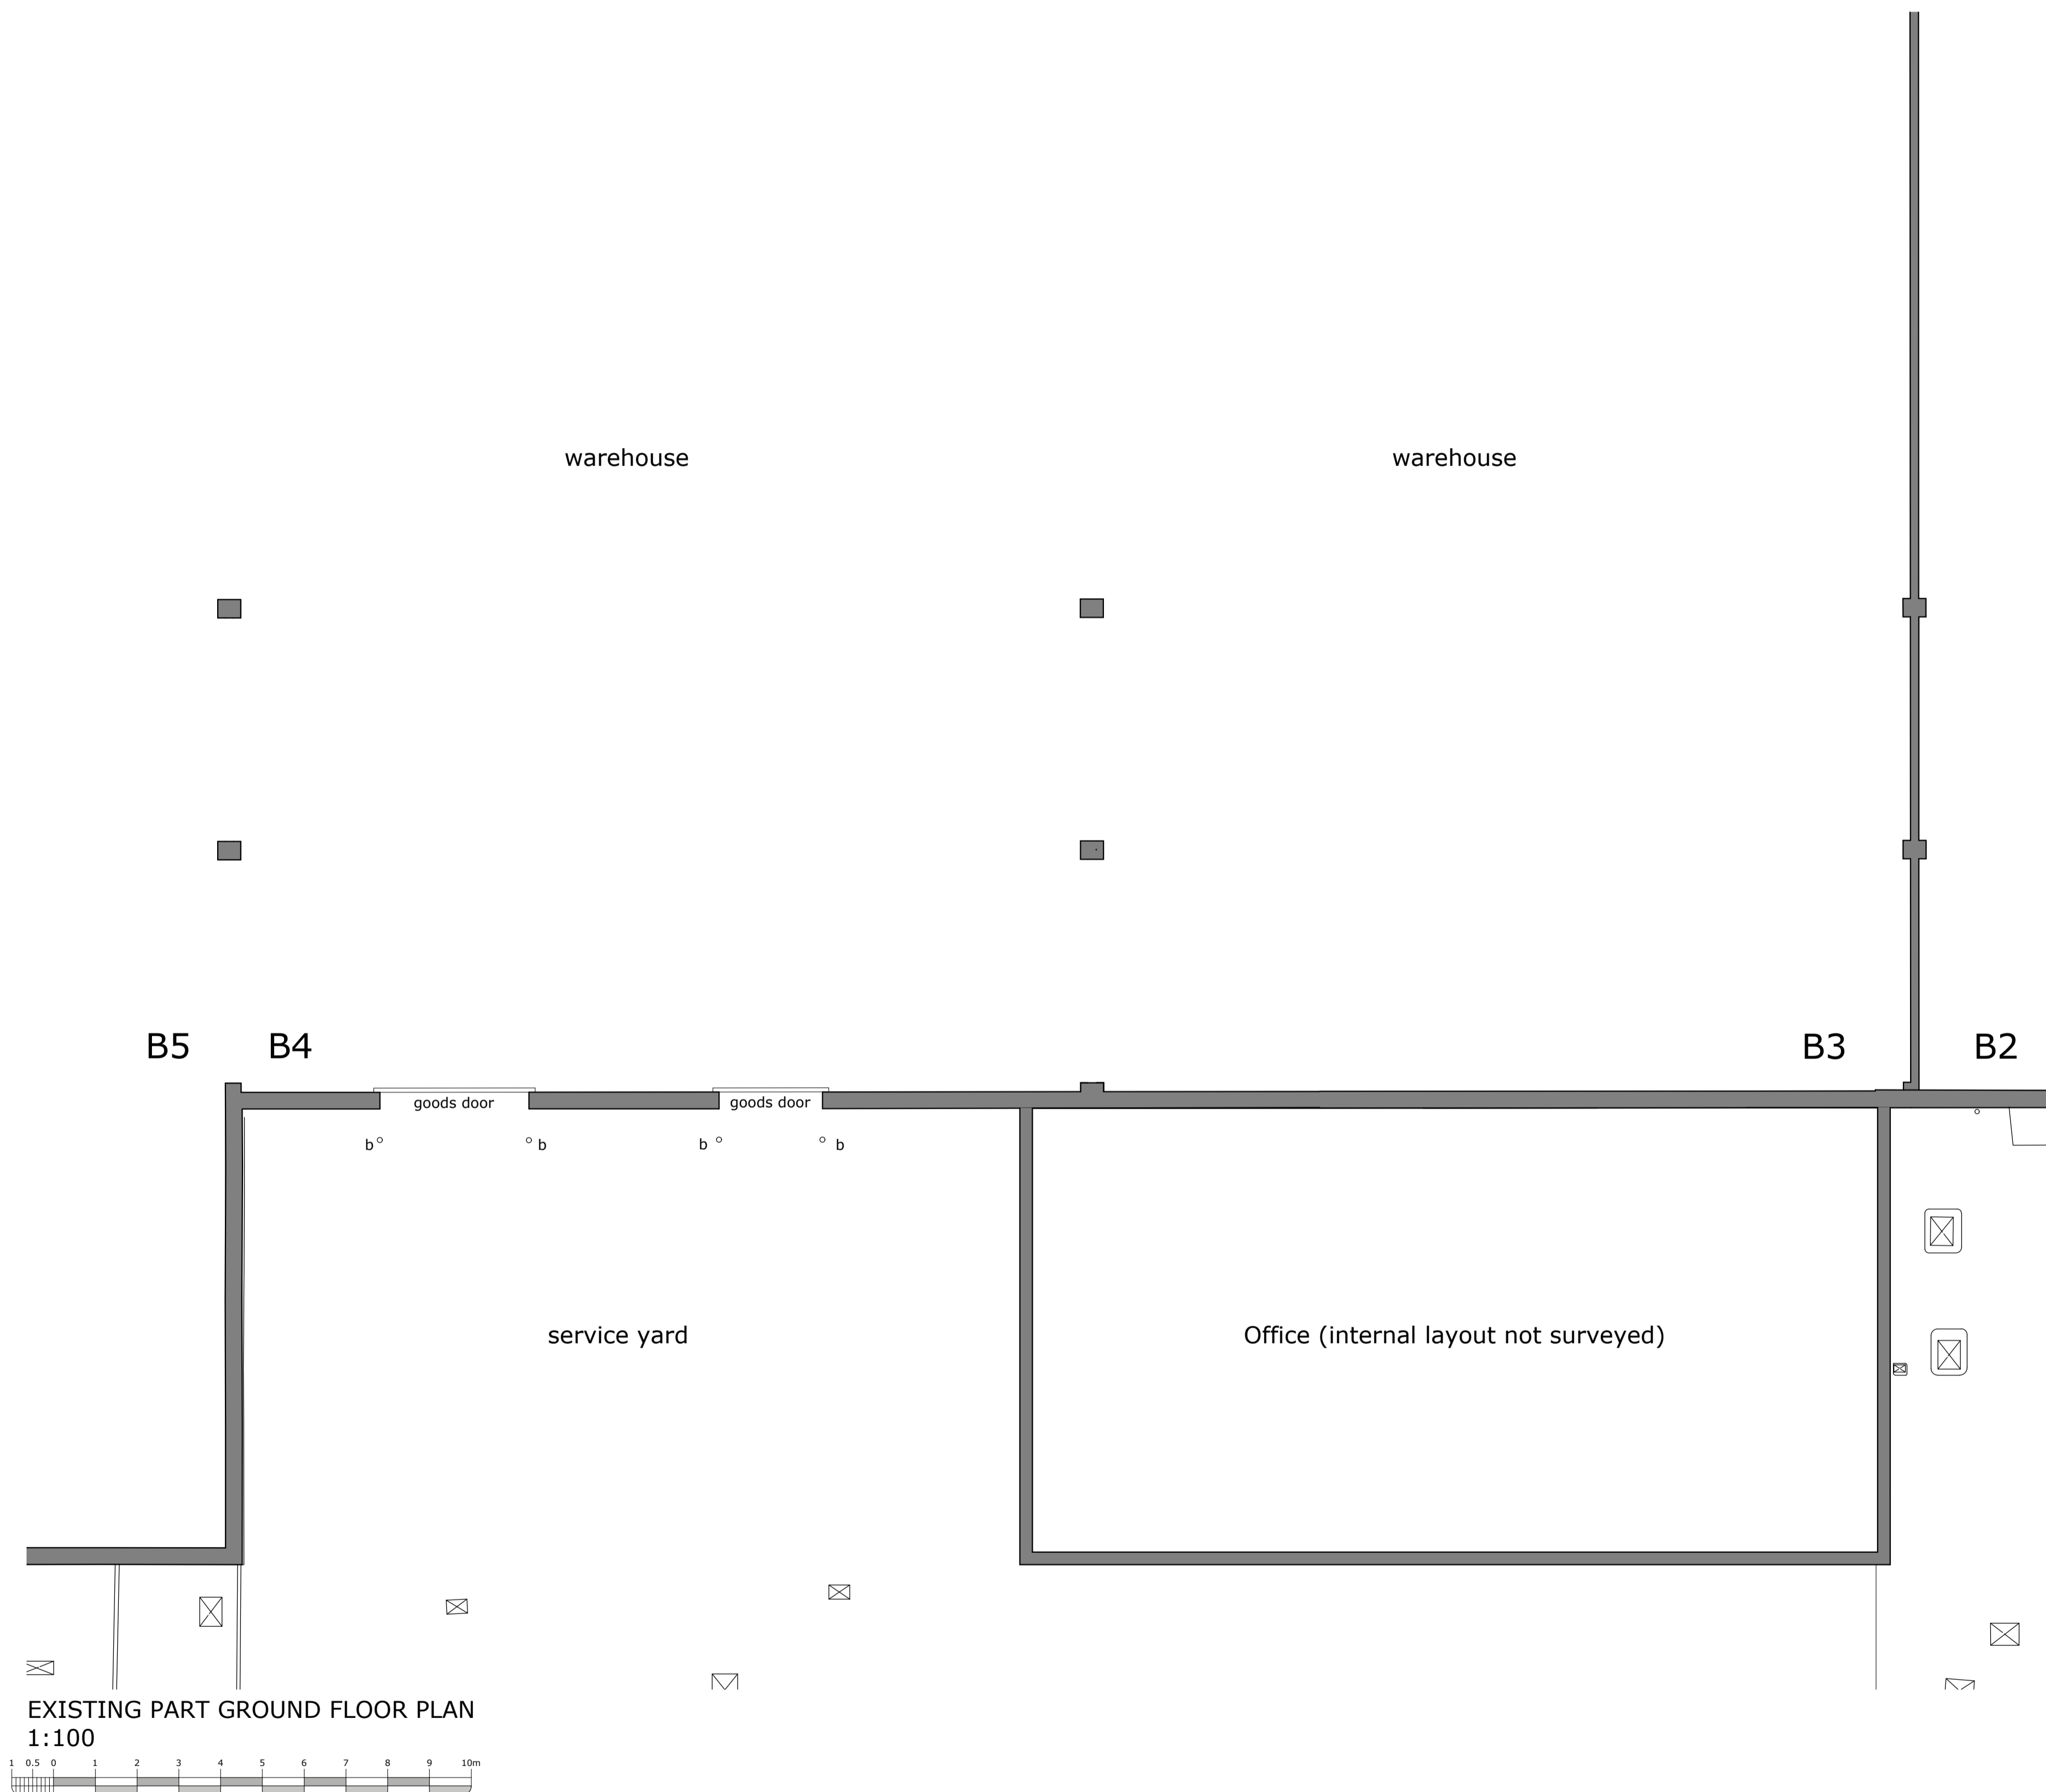 warehouse warehouse
B5 B4 B3 B2
goods door goods door
b b b b
service yard Office (internal layout not surveyed)
EXISTING PART GROUND FLOOR PLAN
1:100
1 0.5 0 1 2 3 4 5 6 7 8 9 10m